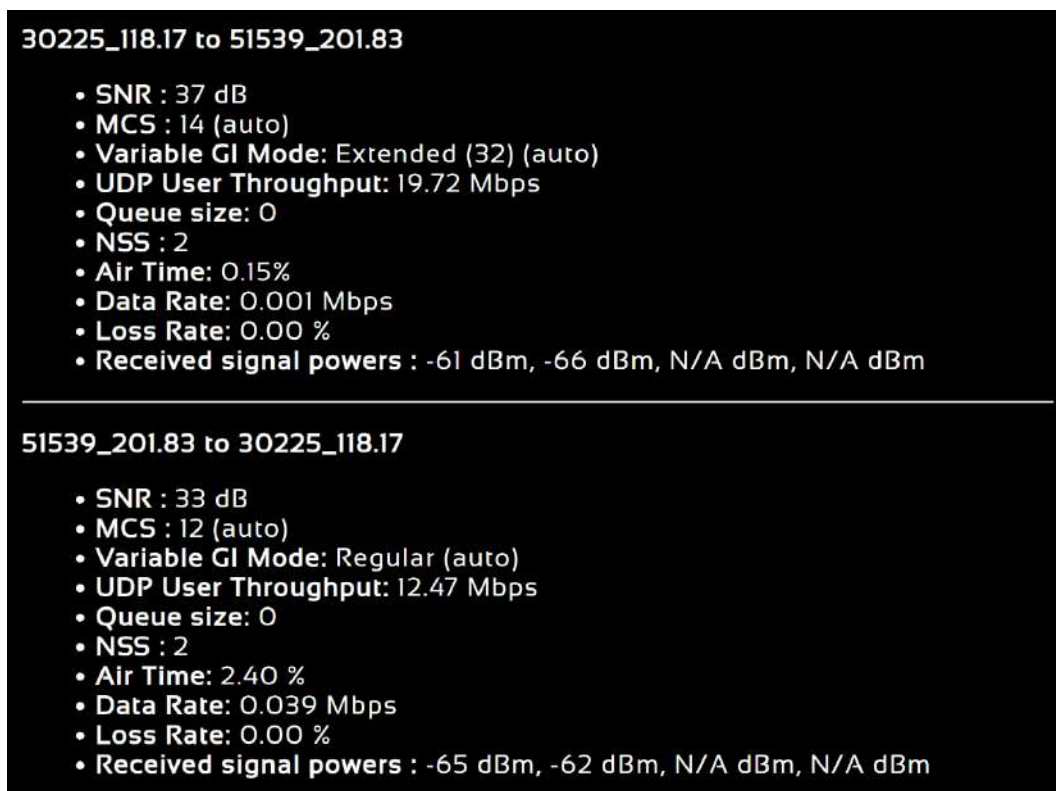 30225_118.17 to 51539_201.83
• SNR : 37 dB
• MCS : 14 (auto)
• Variable GI Mode: Extended (32) (auto)
• UDP User Throughput: 19.72 Mbps
• Queue size: 0
• NSS : 2
• Air Time: 0.15%
• Data Rate: 0.001 Mbps
• Loss Rate: 0.00 %
• Received signal powers : -61 dBm, -66 dBm, N/A dBm, N/A dBm
51539_201.83 to 30225_118.17
• SNR : 33 dB
• MCS : 12 (auto)
• Variable GI Mode: Regular (auto)
• UDP User Throughput: 12.47 Mbps
• Queue size: 0
• NSS : 2
• Air Time: 2.40 %
• Data Rate: 0.039 Mbps
• Loss Rate: 0.00 %
• Received signal powers : -65 dBm, -62 dBm, N/A dBm, N/A dBm